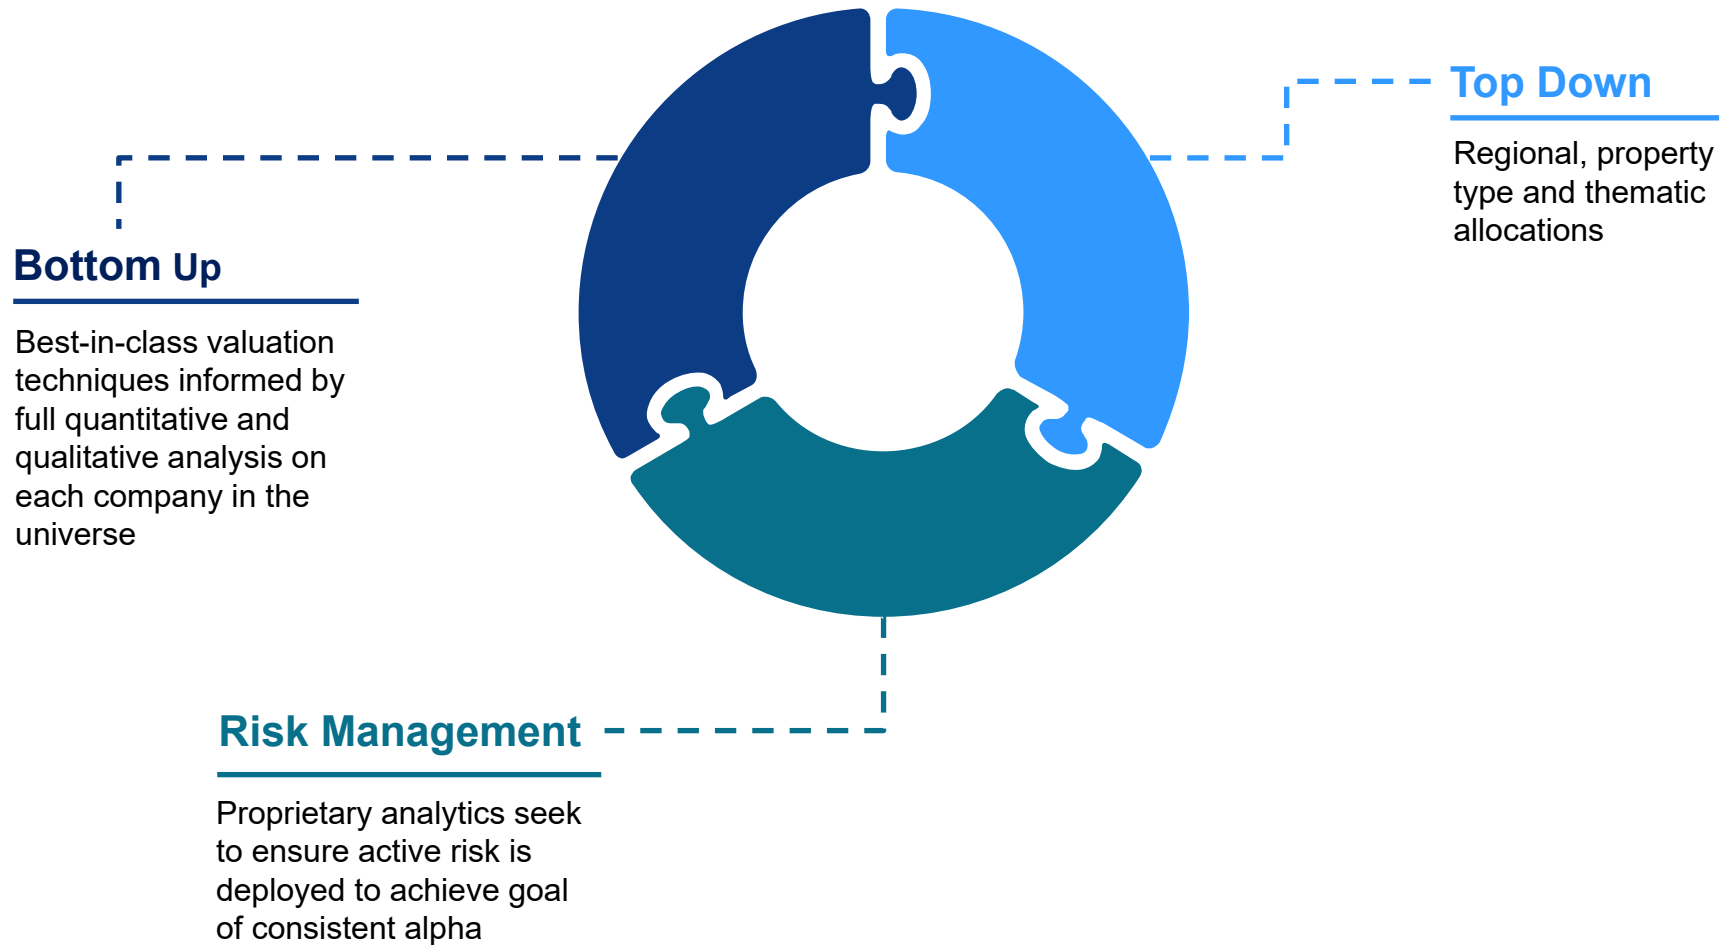 Top Down
Regional, property
type and thematic
allocations
Bottom Up
Best-in-class valuation
techniques informed by
full quantitative and
qualitative analysis on
each company in the
universe
Risk Management
Proprietary analytics seek
to ensure active risk is
deployed to achieve goal
of consistent alpha